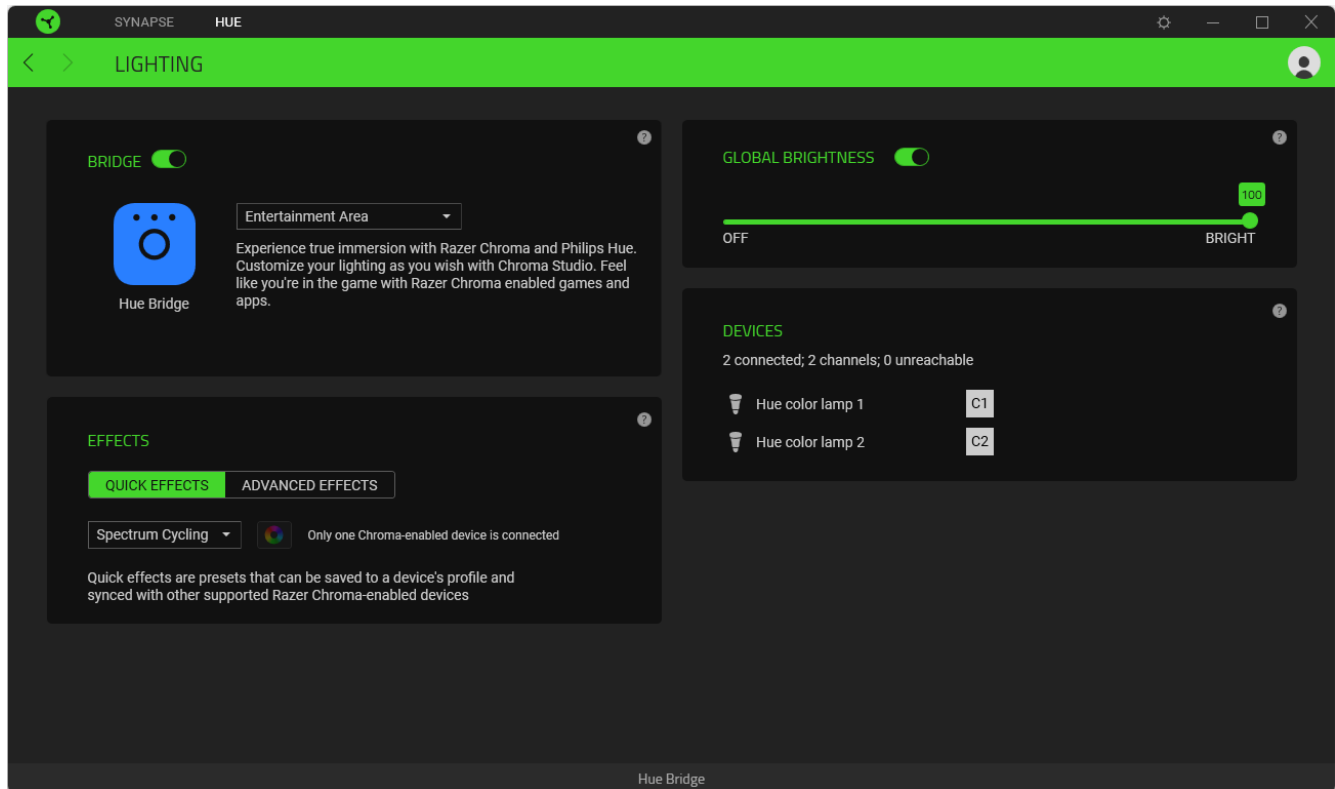 SYNAPSE HUE
LIGHTING
BRIDGE
Entertainment Area
Experience true immersion with Razer Chroma and Philips Hue.
Customize your lighting as you wish with Chroma Studio. Feel
like you're in the game with Razer Chroma enabled games and
apps.
Hue Bridge
EFFECTS
QUICK EFFECTS ADVANCED EFFECTS
Spectrum Cycling Only one Chroma-enabled device is connected
Quick effects are presets that can be saved to a device's profile and
synced with other supported Razer Chroma-enabled devices
GLOBAL BRIGHTNESS
100
OFF BRIGHT
DEVICES
2 connected; 2 channels; 0 unreachable
Hue color lamp 1 C1
Hue color lamp 2 C2
Hue Bridge